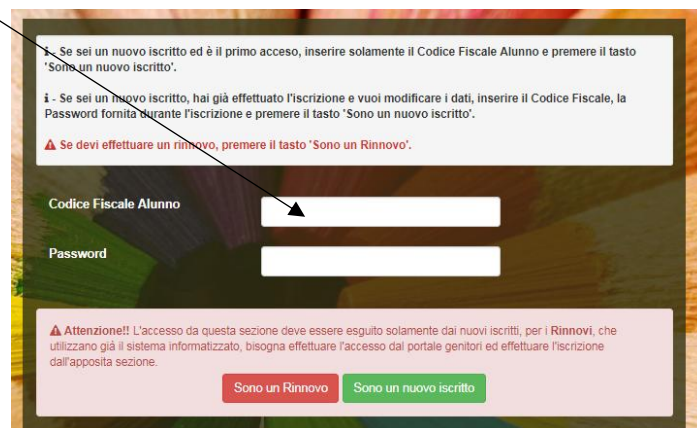 i - Se sei un nuovo iscritto ed è il primo accesso, inserire solamente il Codice Fiscale Alunno e premere il tasto
'Sono un nuovo iscritto'.
i - Se sei un nuovo iscritto, hai già effettuato l'iscrizione e vuoi modificare i dati, inserire il Codice Fiscale, la
Password fornita durante l'iscrizione e premere il tasto 'Sono un nuovo iscritto'.
Se devi effettuare un rinnovo, premere il tasto 'Sono un Rinnovo'.
Codice Fiscale Alunno
Password
Attenzione!! L'accesso da questa sezione deve essere esguito solamente dai nuovi iscritti, per i Rinnovi, che
utilizzano già il sistema informatizzato, bisogna effettuare l'accesso dal portale genitori ed effettuare l'iscrizione
dall'apposita sezione.
Sono un Rinnovo
Sono un nuovo iscritto